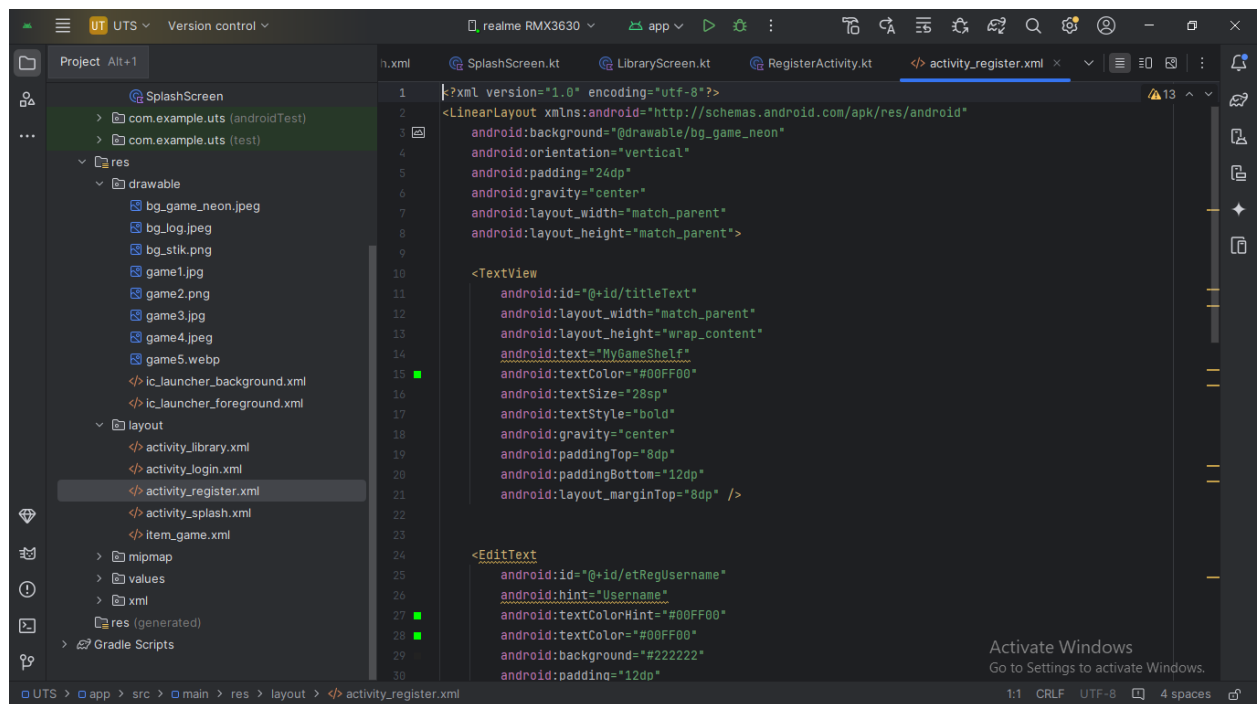 UT UTS Version control realme RMX3630 app
Project Alt+1
h.xml SplashScreen.kt LibraryScreen.kt RegisterActivity.kt </> activity_register.xml
SplashScreen
com.example.uts (androidTest)
com.example.uts (test)
res
drawable
bg_game_neon.jpeg
bg_log.jpeg
bg_stik.png
game1.jpg
game2.png
game3.jpg
game4.jpeg
game5.webp
</> ic_launcher_background.xml
</> ic_launcher_foreground.xml
layout
</> activity_library.xml
</> activity_login.xml
</> activity_register.xml
</> activity_splash.xml
</> item_game.xml
mipmap
values
xml
res (generated)
Gradle Scripts
13
1 <?xml version="1.0" encoding="utf-8"?>
2 <LinearLayout xmlns:android="http://schemas.android.com/apk/res/android"
3 android:background="@drawable/bg_game_neon"
4 android:orientation="vertical"
5 android:padding="24dp"
6 android:gravity="center"
7 android:layout_width="match_parent"
8 android:layout_height="match_parent">
9
10 <TextView
11 android:id="@+id/titleText"
12 android:layout_width="match_parent"
13 android:layout_height="wrap_content"
14 android:text="MyGameShelf"
15 android:textColor="#00FF00"
16 android:textSize="28sp"
17 android:textStyle="bold"
18 android:gravity="center"
19 android:paddingTop="8dp"
20 android:paddingBottom="12dp"
21 android:layout_marginTop="8dp" />
22
23
24 <EditText
25 android:id="@+id/etRegUsername"
26 android:hint="Username"
27 android:textColorHint="#00FF00"
28 android:textColor="#00FF00"
29 android:background="#222222"
30 android:padding="12dp"
Activate Windows
Go to Settings to activate Windows.
UTS > app > src > main > res > layout > </> activity_register.xml 1:1 CRLF UTF-8 4 spaces